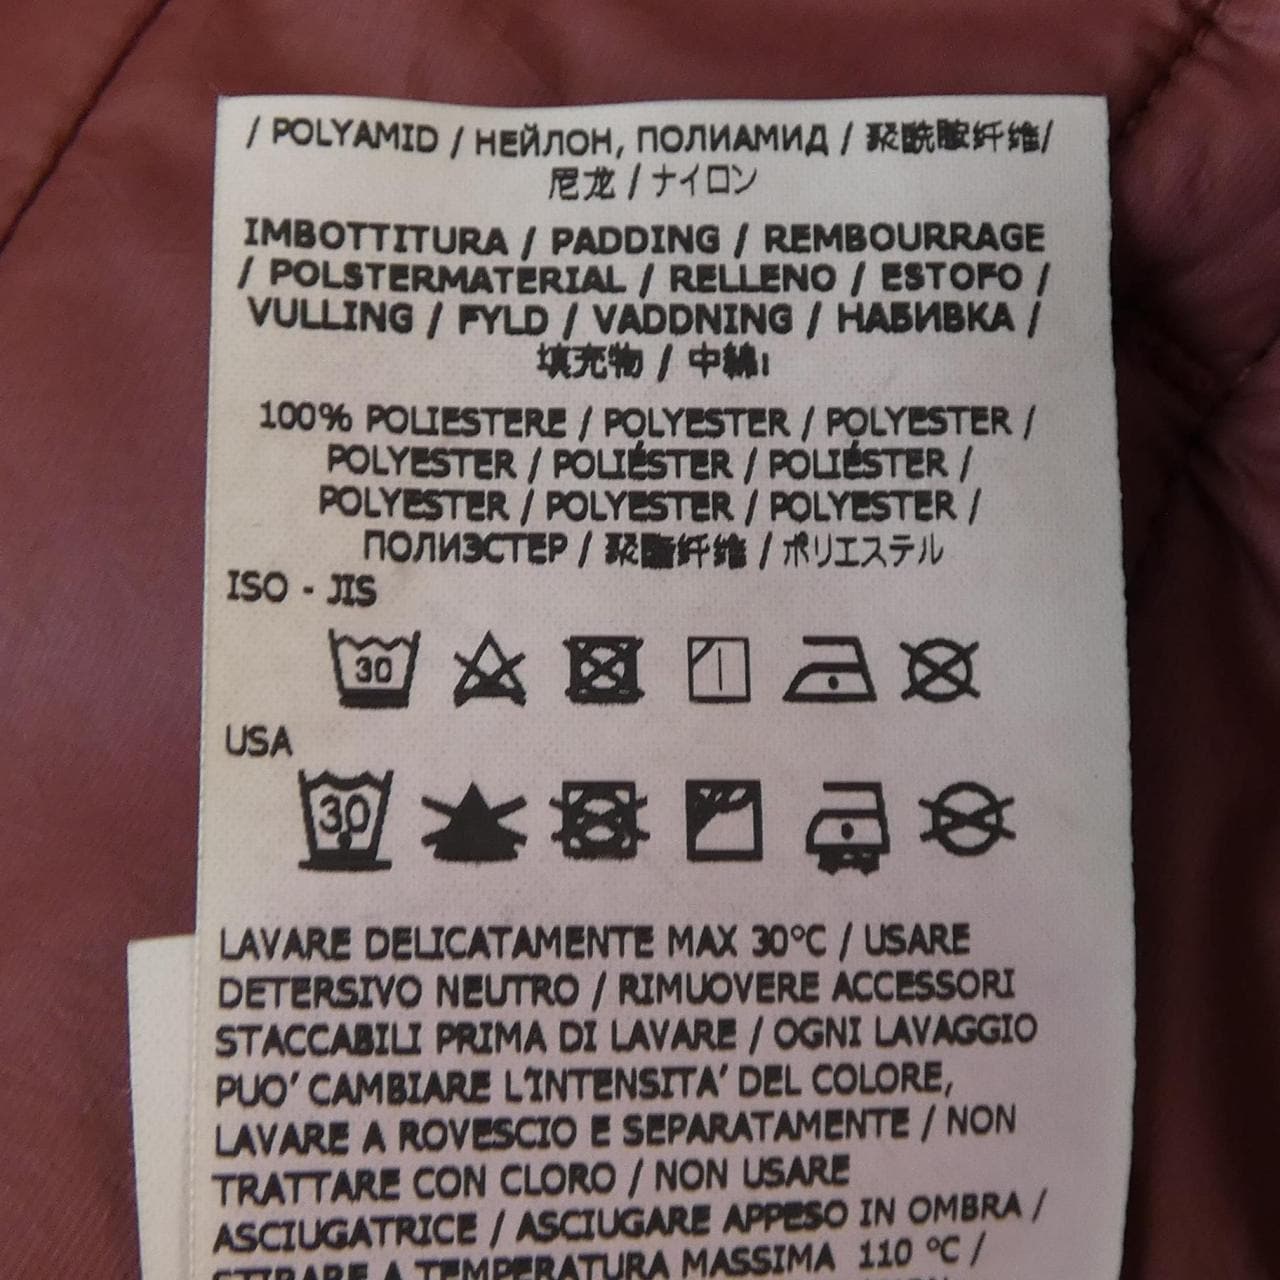 / POLYAMID / НЕЙЛОН, ПОЛИАМИД / 聚酰胺纤维/
尼龙 / ナイロン
IMBOTTITURA / PADDING / REMBOURRAGE
/ POLSTERMATERIAL / RELLENO / ESTOFO /
VULLING / FYLD / VADDNING / НАБИВКА /
填充物 / 中綿
100% POLIESTERE / POLYESTER / POLYESTER /
POLYESTER / POLIÉSTER / POLIÉSTER /
POLYESTER / POLYESTER / POLYESTER /
ПОЛИЭСТЕР / 聚酯纤维 / ポリエステル
ISO - JIS
30
USA
30
LAVARE DELICATAMENTE MAX 30°C / USARE
DETERSIVO NEUTRO / RIMUOVERE ACCESSORI
STACCABILI PRIMA DI LAVARE / OGNI LAVAGGIO
PUO' CAMBIARE L'INTENSITA' DEL COLORE,
LAVARE A ROVESCIO E SEPARATAMENTE / NON
TRATTARE CON CLORO / NON USARE
ASCIUGATRICE / ASCIUGARE APPESO IN OMBRA /
STIRARE A TEMPERATURA MASSIMA 110 °C /